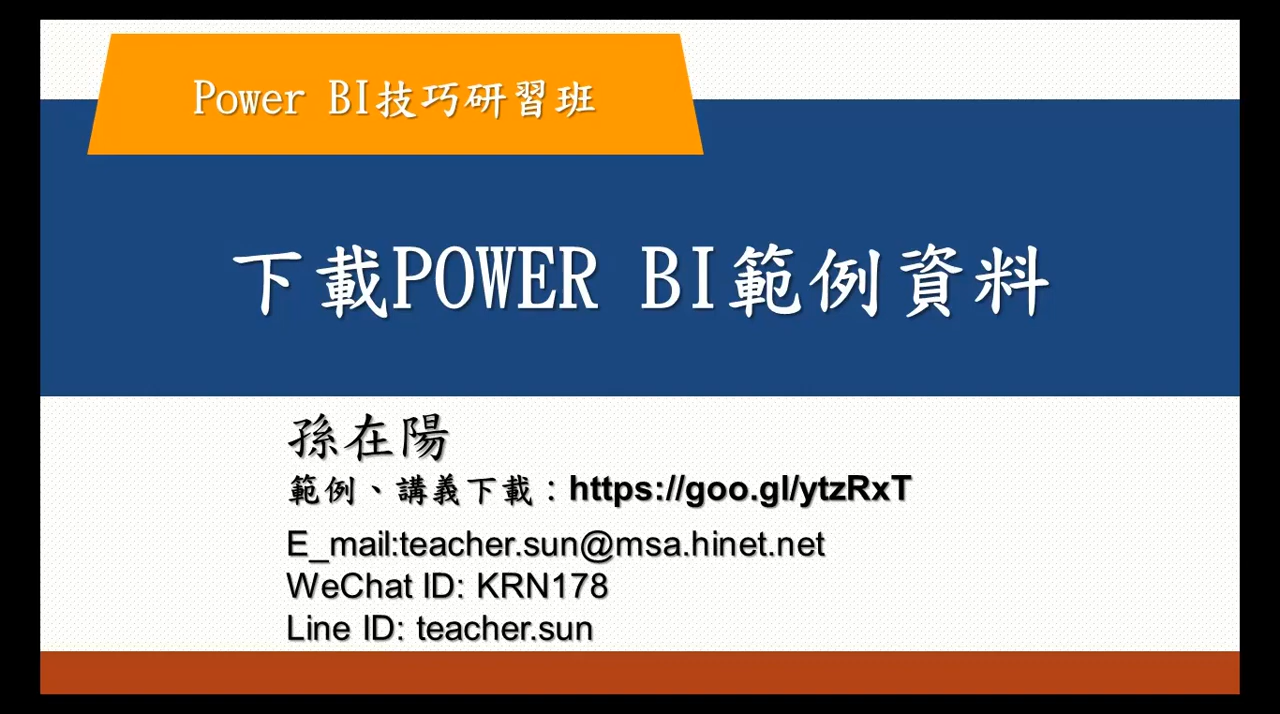 Power BI技巧研習班
下載POWER BI範例資料
孫在陽
範例、講義下載：https://goo.gl/ytzRxT
E_mail:teacher.sun@msa.hinet.net
WeChat ID: KRN178
Line ID: teacher.sun